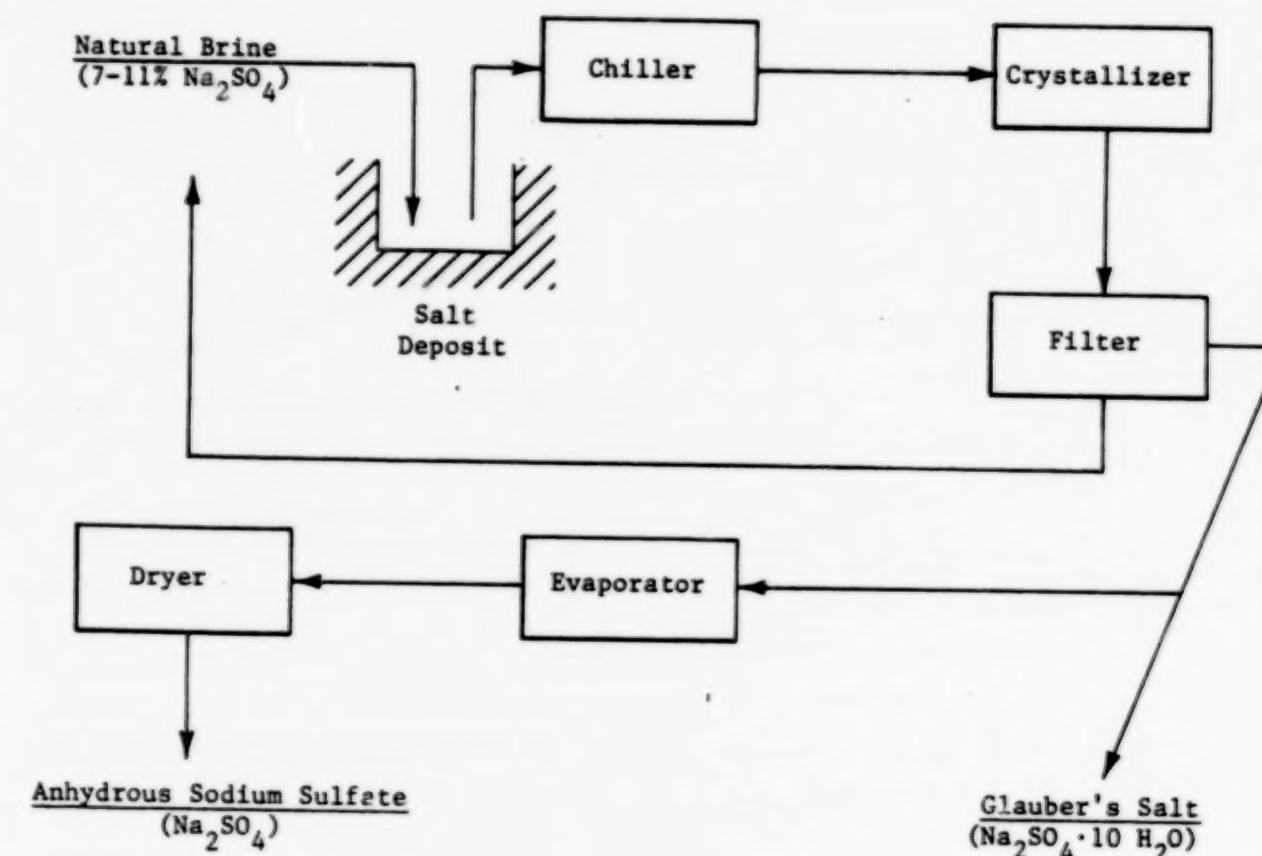 Natural Brine
(7-11% Na₂SO₄)
Chiller
Crystallizer
Salt
Deposit
Filter
Dryer
Evaporator
Anhydrous Sodium Sulfate
(Na₂SO₄)
Glauber's Salt
(Na₂SO₄·10 H₂O)